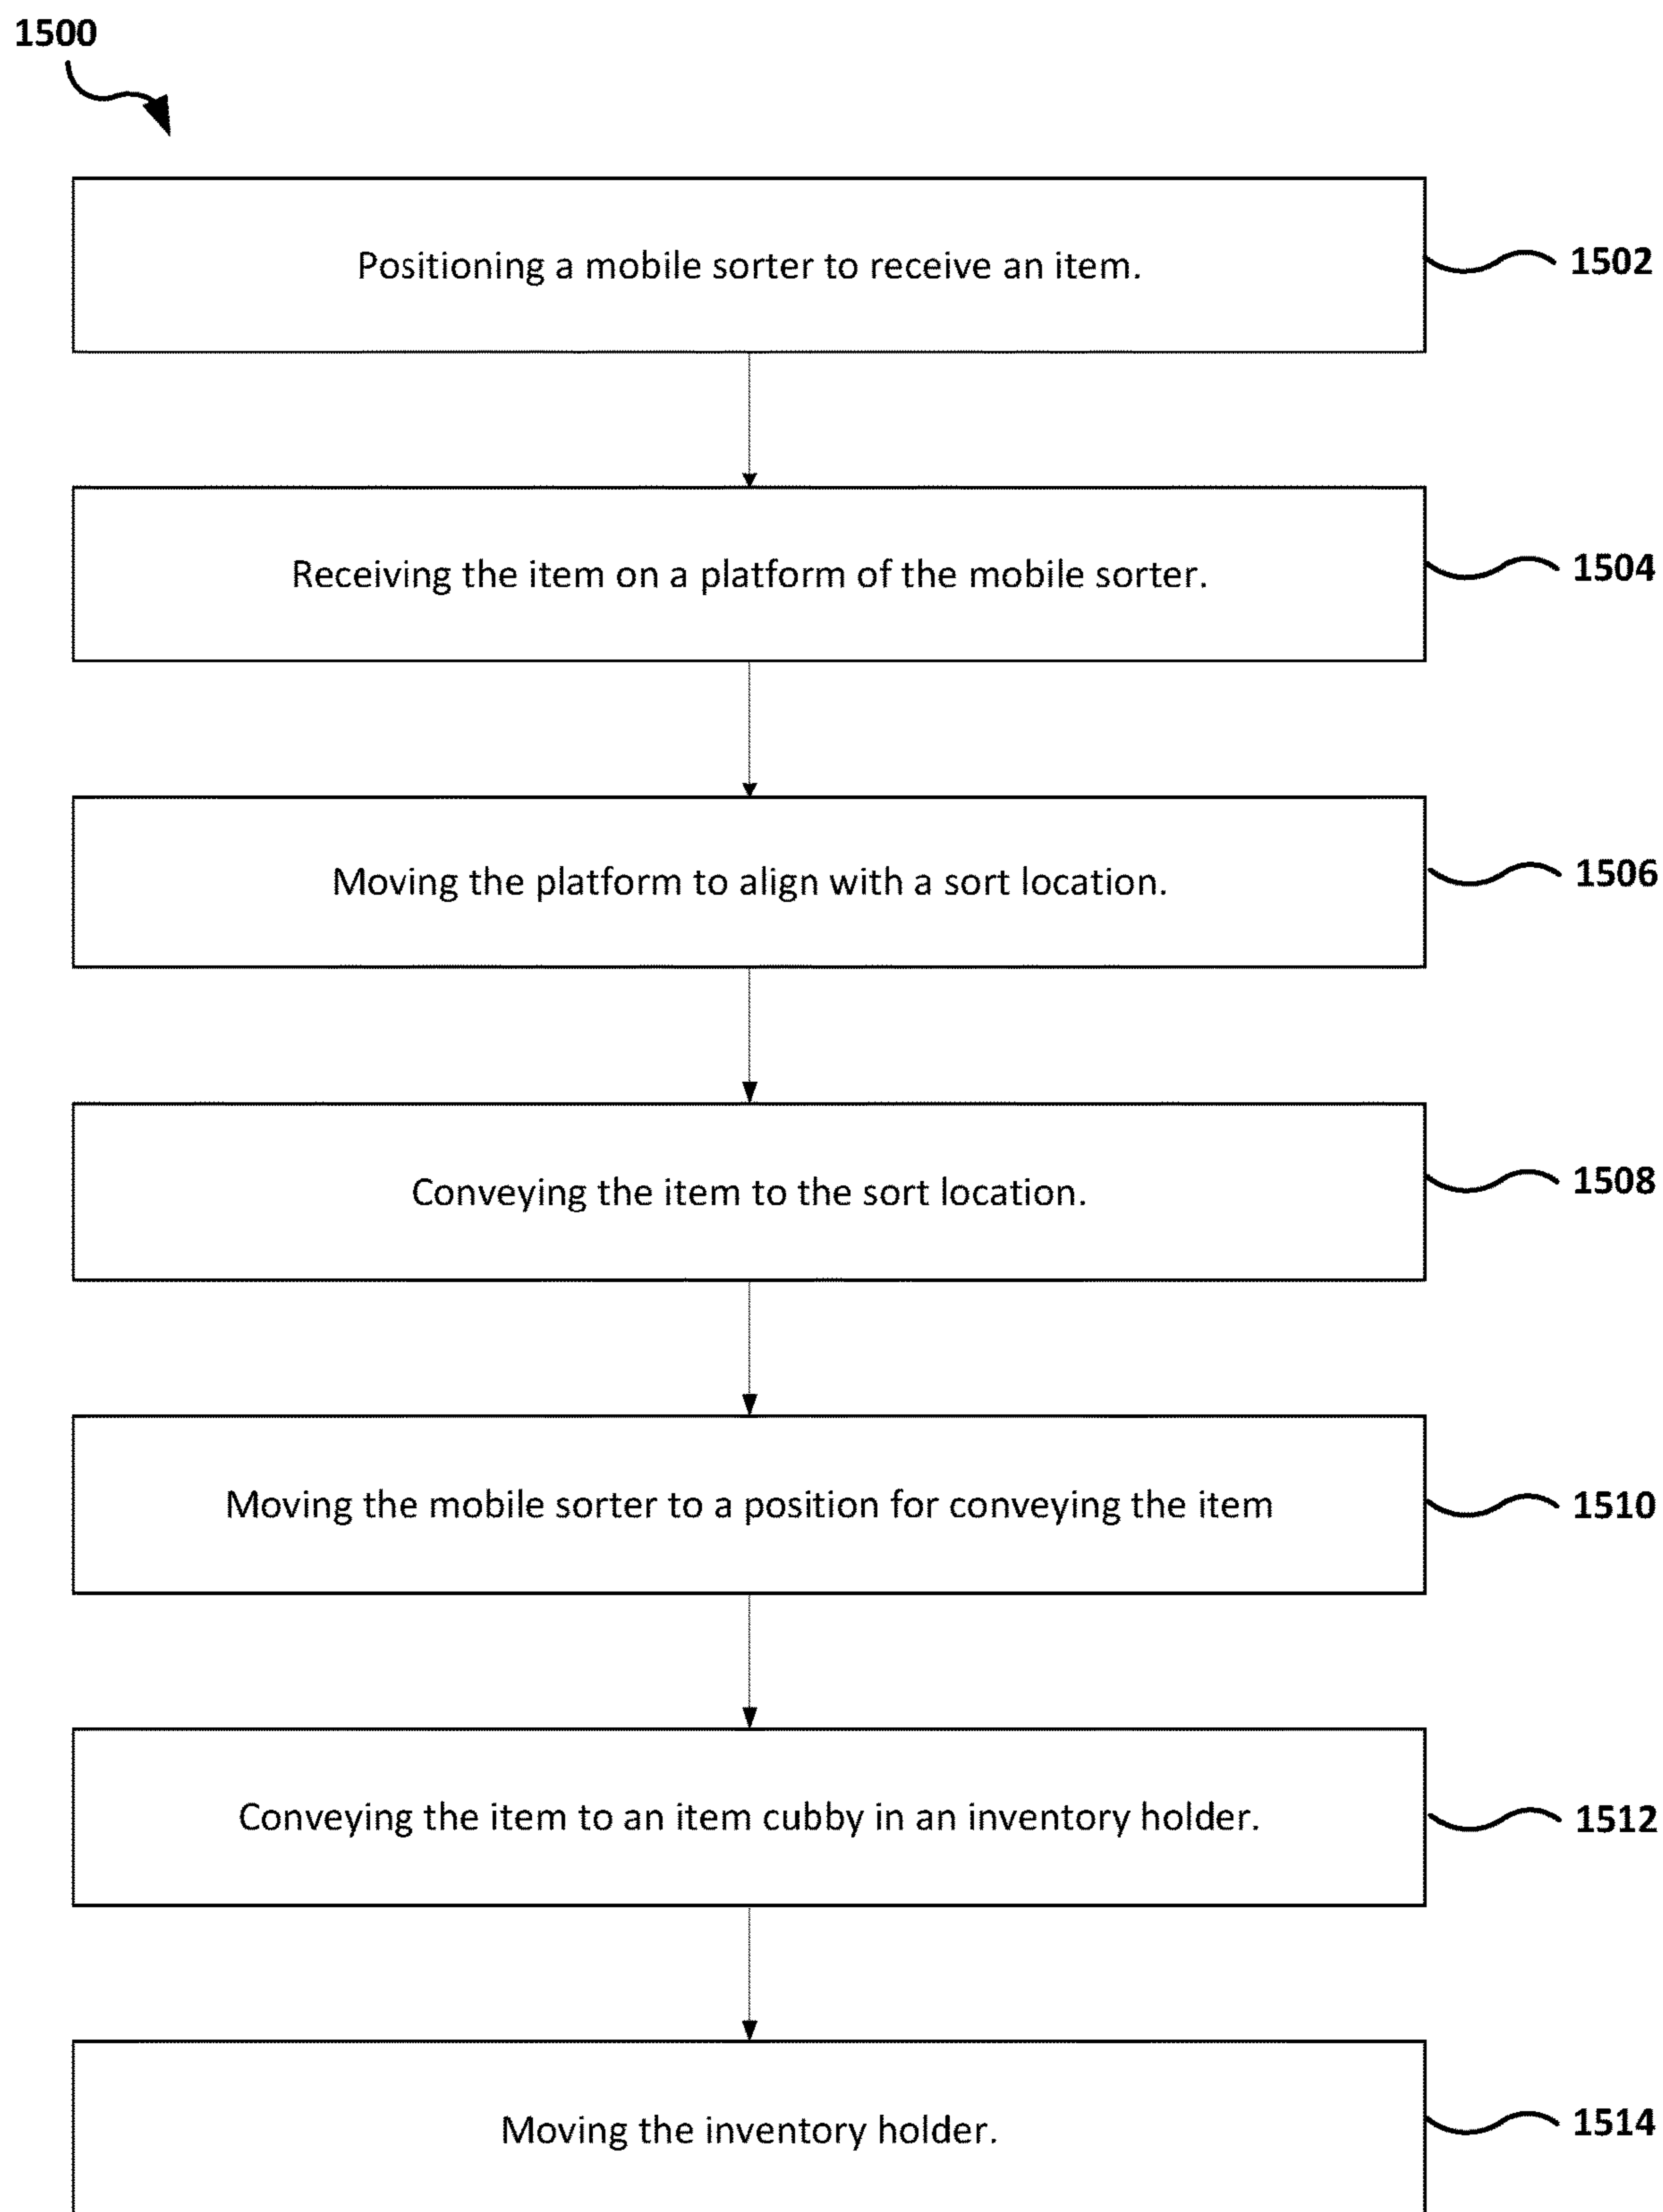 1500
Positioning a mobile sorter to receive an item.
1502
Receiving the item on a platform of the mobile sorter.
1504
Moving the platform to align with a sort location.
1506
Conveying the item to the sort location.
1508
Moving the mobile sorter to a position for conveying the item
1510
Conveying the item to an item cubby in an inventory holder.
1512
Moving the inventory holder.
1514